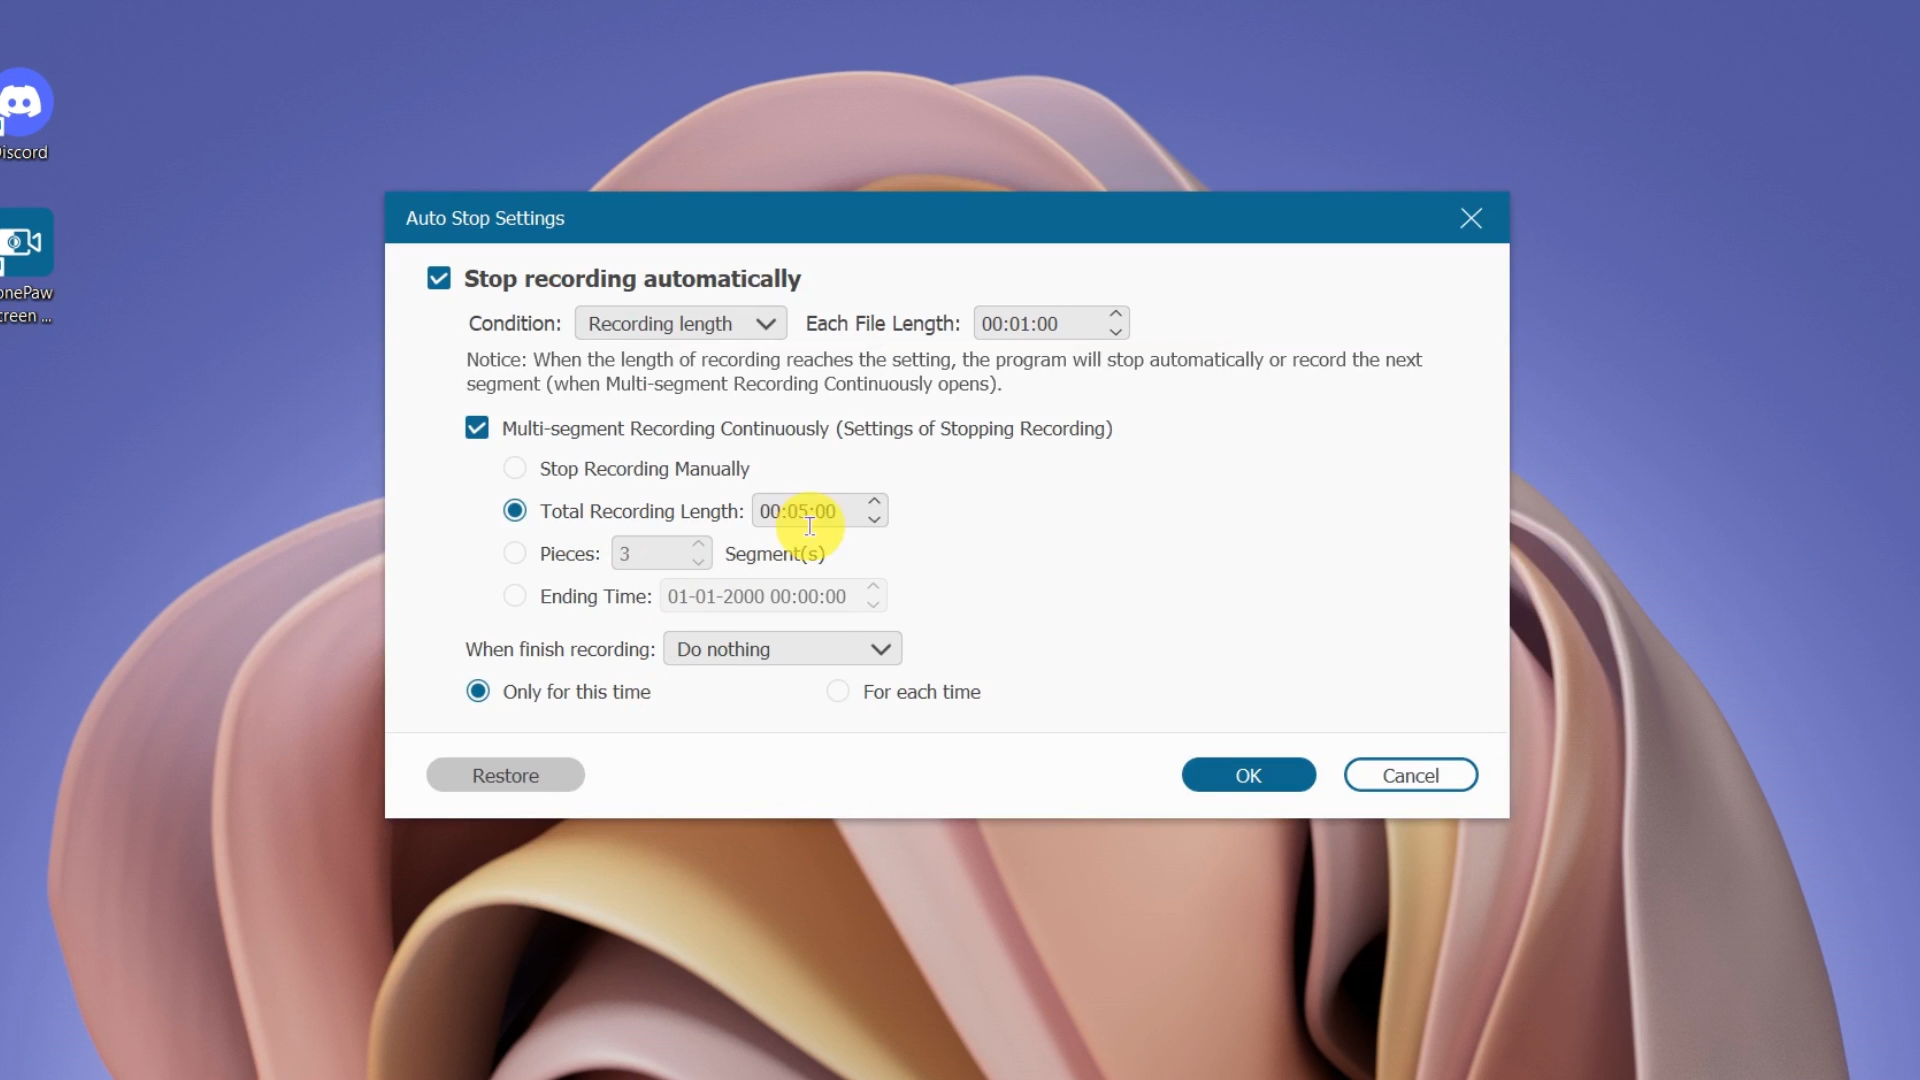 iscord
onePaw
creen ...
Auto Stop Settings
Stop recording automatically
Condition: Recording length Each File Length: 00:01:00
Notice: When the length of recording reaches the setting, the program will stop automatically or record the next
segment (when Multi-segment Recording Continuously opens).
Multi-segment Recording Continuously (Settings of Stopping Recording)
Stop Recording Manually
Total Recording Length: 00:05:00
Pieces: 3 Segment(s)
Ending Time: 01-01-2000 00:00:00
When finish recording: Do nothing
Only for this time For each time
Restore OK Cancel